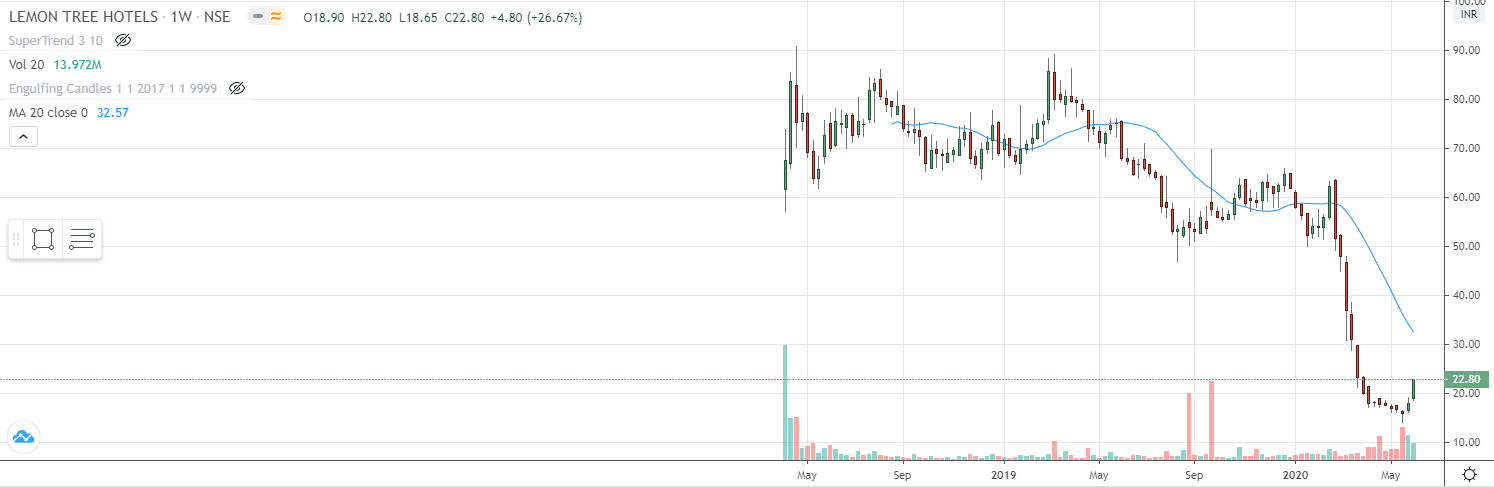 LEMON TREE HOTELS · 1W · NSE O18.90 H22.80 L18.65 C22.80 +4.80 (+26.67%)
SuperTrend 3 10
Vol 20 13.972M
Engulfing Candles 1 1 2017 1 1 9999
MA 20 close 0 32.57
100.00
INR
90.00
80.00
70.00
60.00
50.00
40.00
30.00
22.80
20.00
10.00
May Sep 2019 May Sep 2020 May